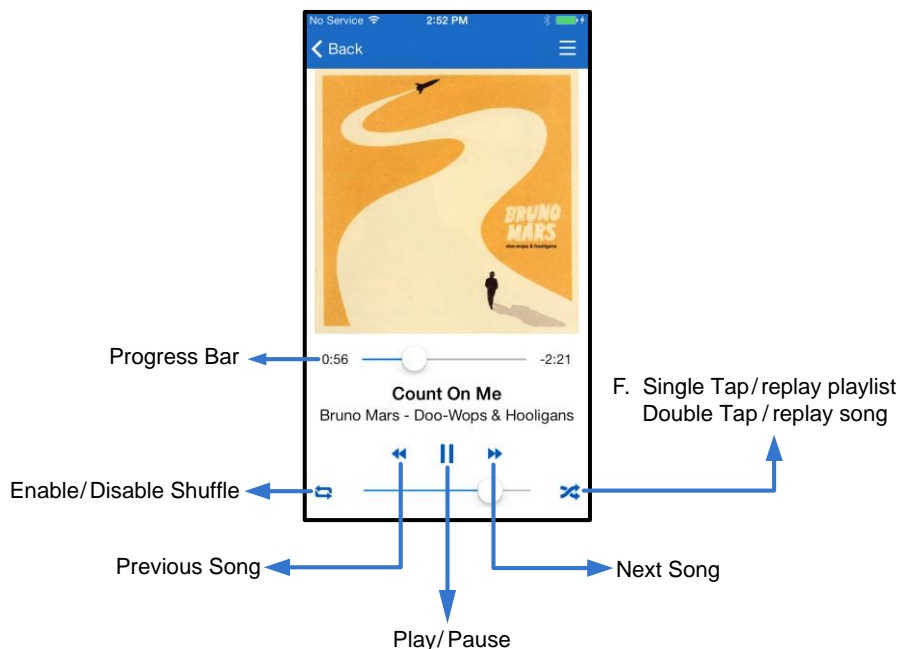 No Service 2:52 PM
Back
BRUNO
MARS
doo-wops & hooligans
Progress Bar
0:56 -2:21
Count On Me
Bruno Mars - Doo-Wops & Hooligans
F. Single Tap/replay playlist
Double Tap/replay song
Enable/Disable Shuffle
Previous Song
Next Song
Play/Pause